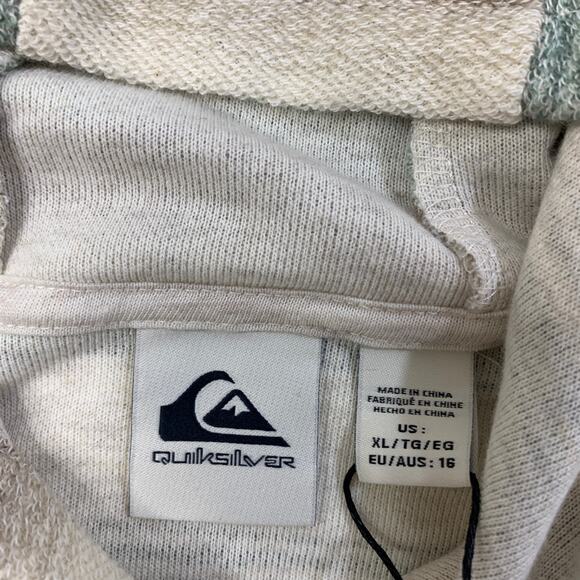 QUIKSILVER
MADE IN CHINA
FABRIQUÉ EN CHINE
HECHO EN CHINA
US :
XL/TG/EG
EU/AUS : 16